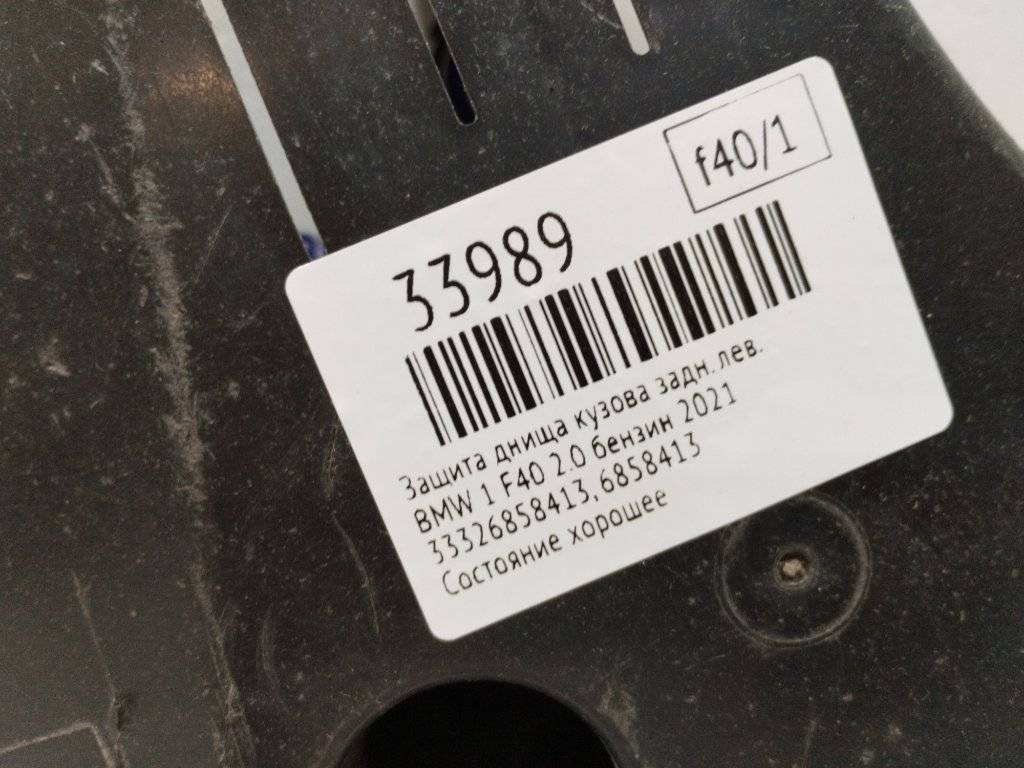 f40/1
33989
Защита днища кузова задн. лев.
BMW 1 F40 2.0 бензин 2021
33326858413, 6858413
Состояние хорошее